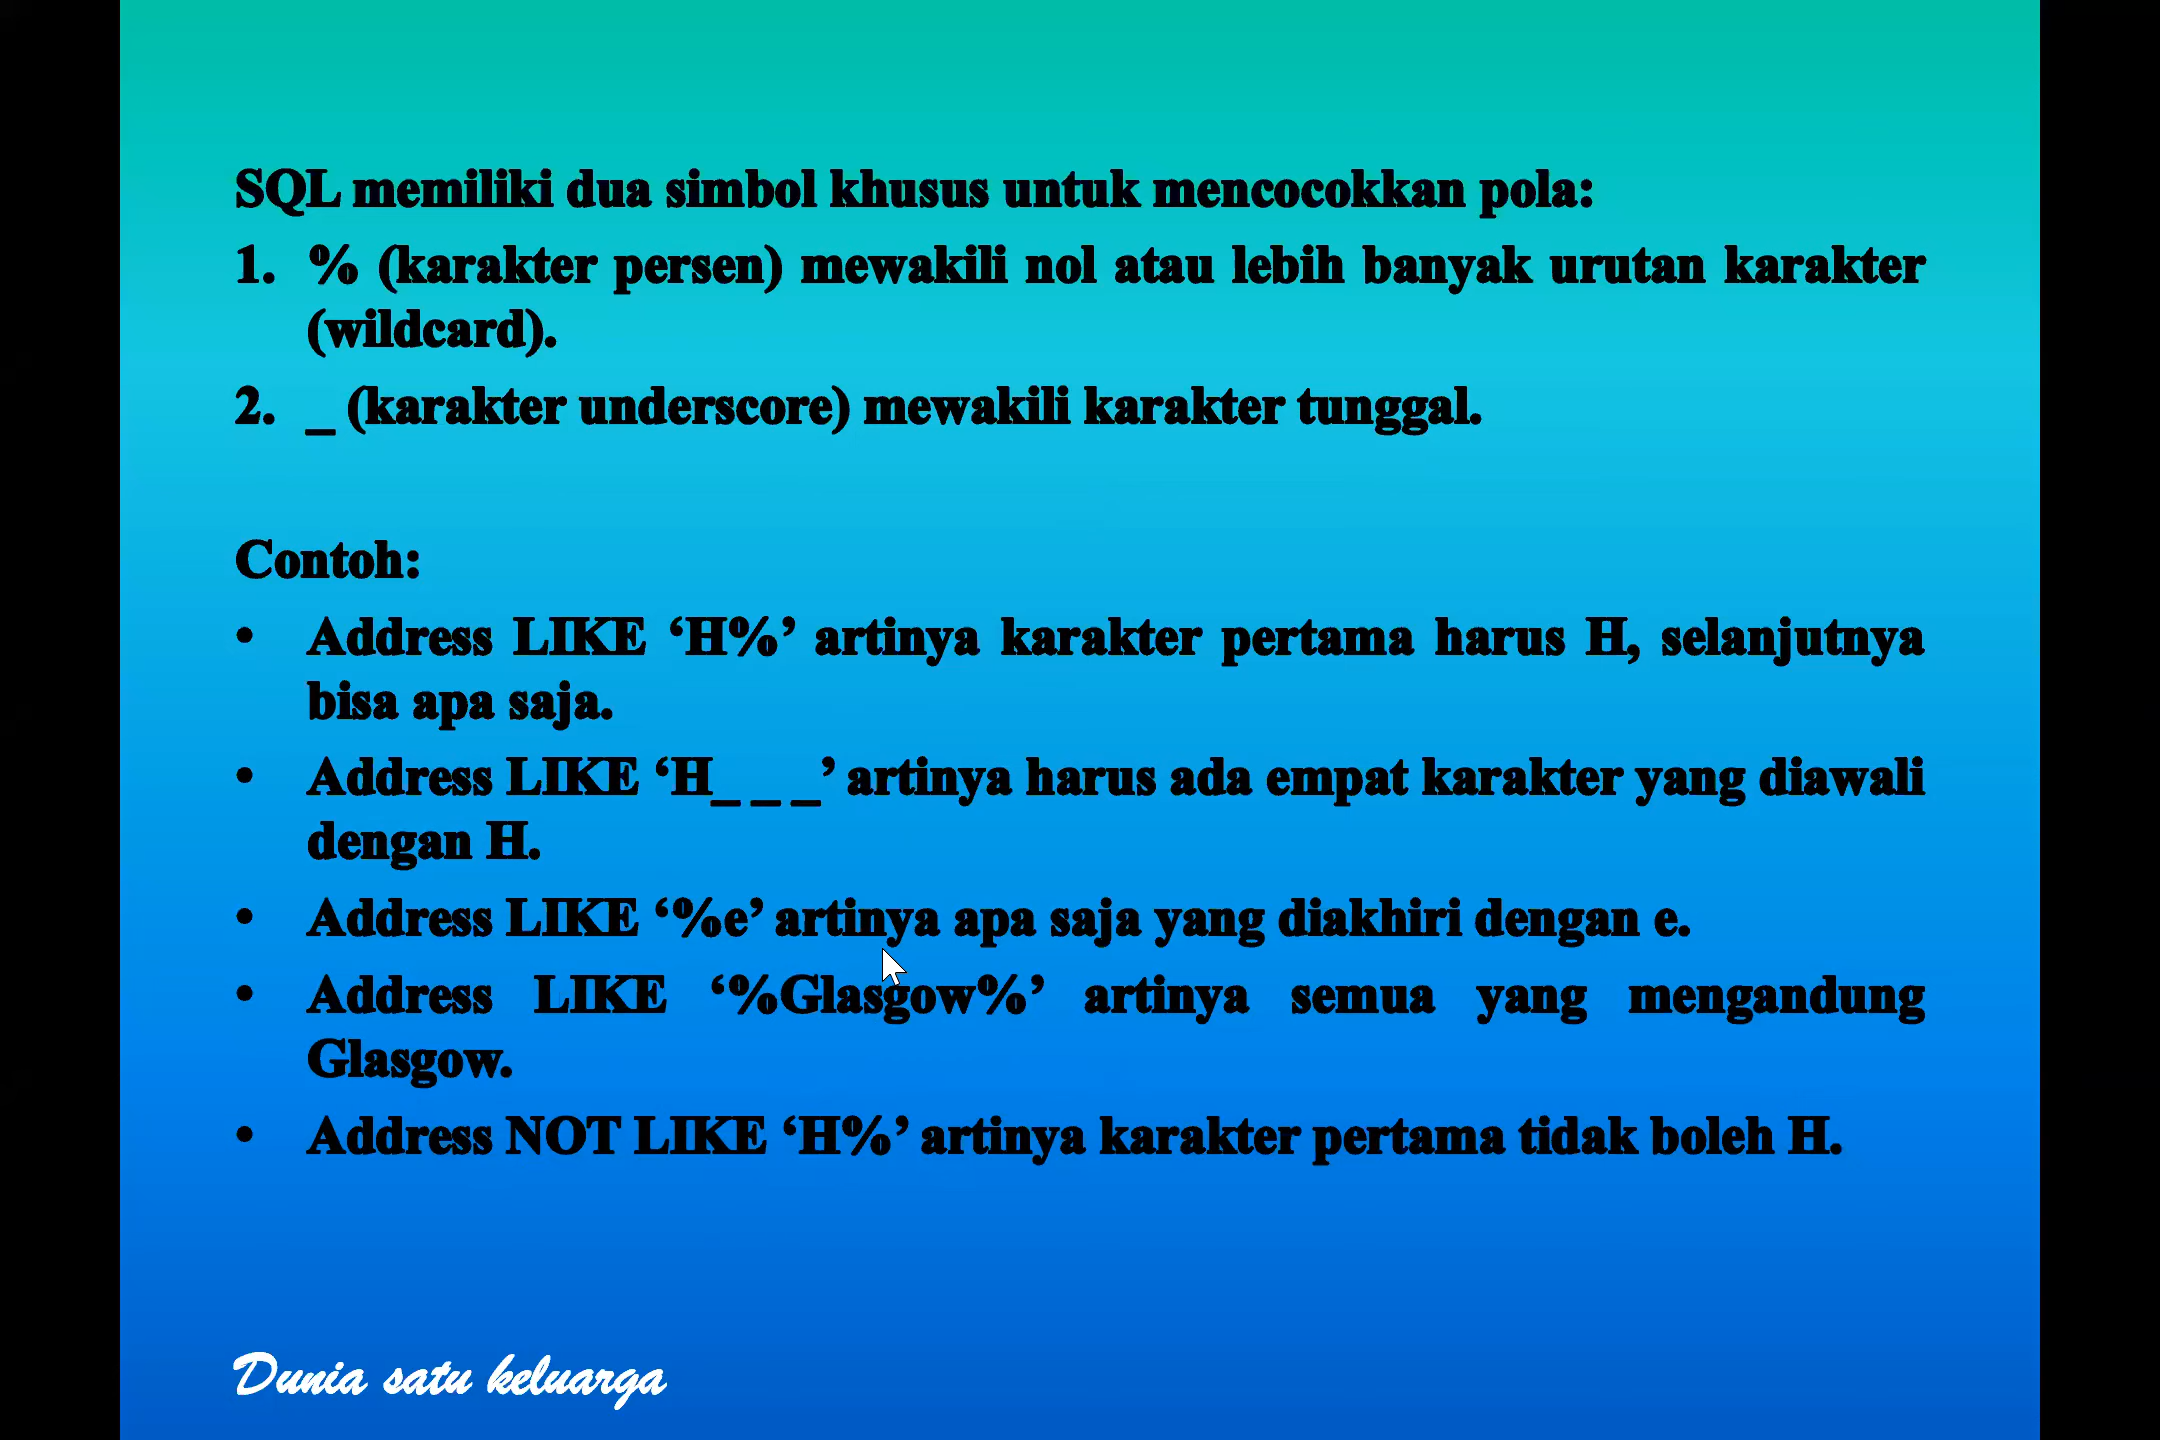 SQL memiliki dua simbol khusus untuk mencocokkan pola:
1. % (karakter persen) mewakili nol atau lebih banyak urutan karakter
(wildcard).
2. _ (karakter underscore) mewakili karakter tunggal.
Contoh:
• Address LIKE ‘H%’ artinya karakter pertama harus H, selanjutnya
bisa apa saja.
• Address LIKE ‘H_ _ _’ artinya harus ada empat karakter yang diawali
dengan H.
• Address LIKE ‘%e’ artinya apa saja yang diakhiri dengan e.
• Address LIKE ‘%Glasgow%’ artinya semua yang mengandung
Glasgow.
• Address NOT LIKE ‘H%’ artinya karakter pertama tidak boleh H.
Dunia satu keluarga